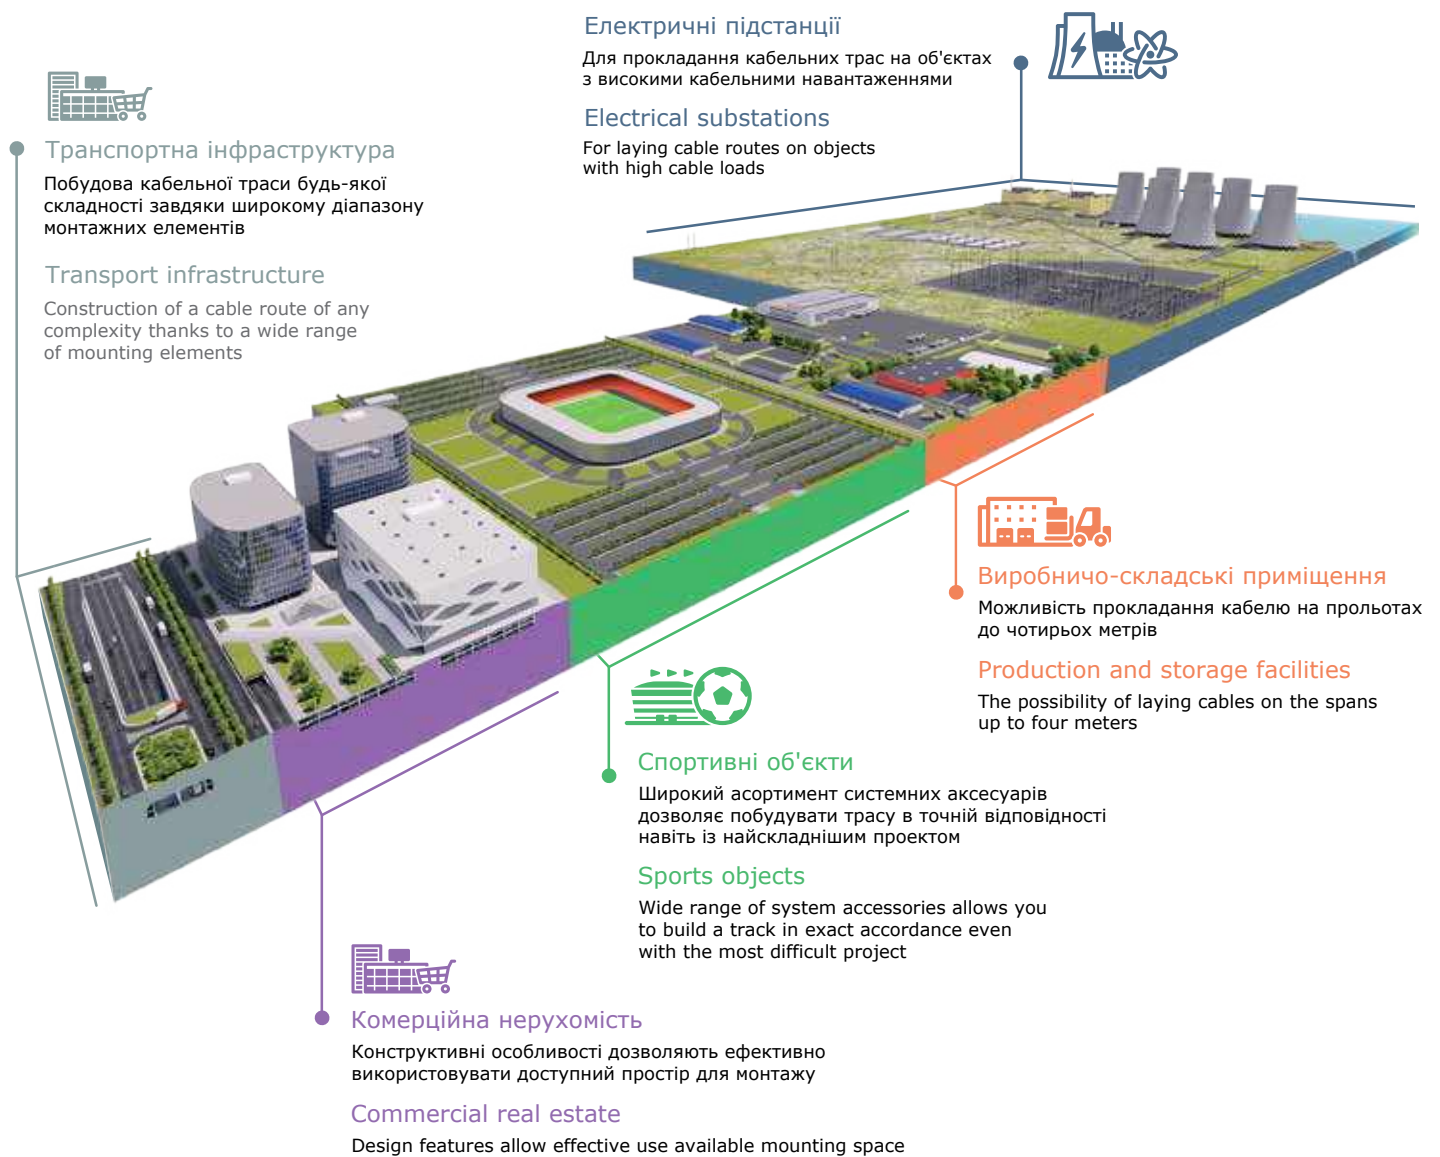 Електричні підстанції
Для прокладання кабельних трас на об'єктах
з високими кабельними навантаженнями
Electrical substations
For laying cable routes on objects
with high cable loads
Транспортна інфраструктура
Побудова кабельної траси будь-якої
складності завдяки широкому діапазону
монтажних елементів
Transport infrastructure
Construction of a cable route of any
complexity thanks to a wide range
of mounting elements
Виробничо-складські приміщення
Можливість прокладання кабелю на прольотах
до чотирьох метрів
Production and storage facilities
The possibility of laying cables on the spans
up to four meters
Спортивні об'єкти
Широкий асортимент системних аксесуарів
дозволяє побудувати трасу в точній відповідності
навіть із найскладнішим проектом
Sports objects
Wide range of system accessories allows you
to build a track in exact accordance even
with the most difficult project
Комерційна нерухомість
Конструктивні особливості дозволяють ефективно
використовувати доступний простір для монтажу
Commercial real estate
Design features allow effective use available mounting space